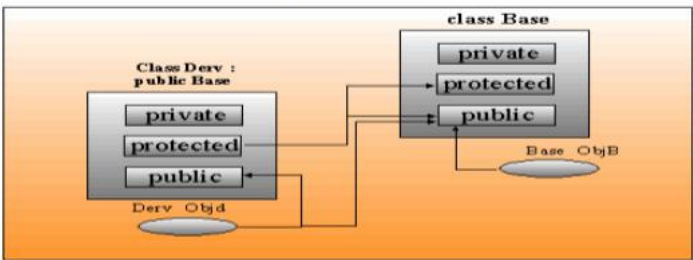 class Base
private
protected
public
Base ObjB
Class Derv :
public Base
private
protected
public
Derv Objd